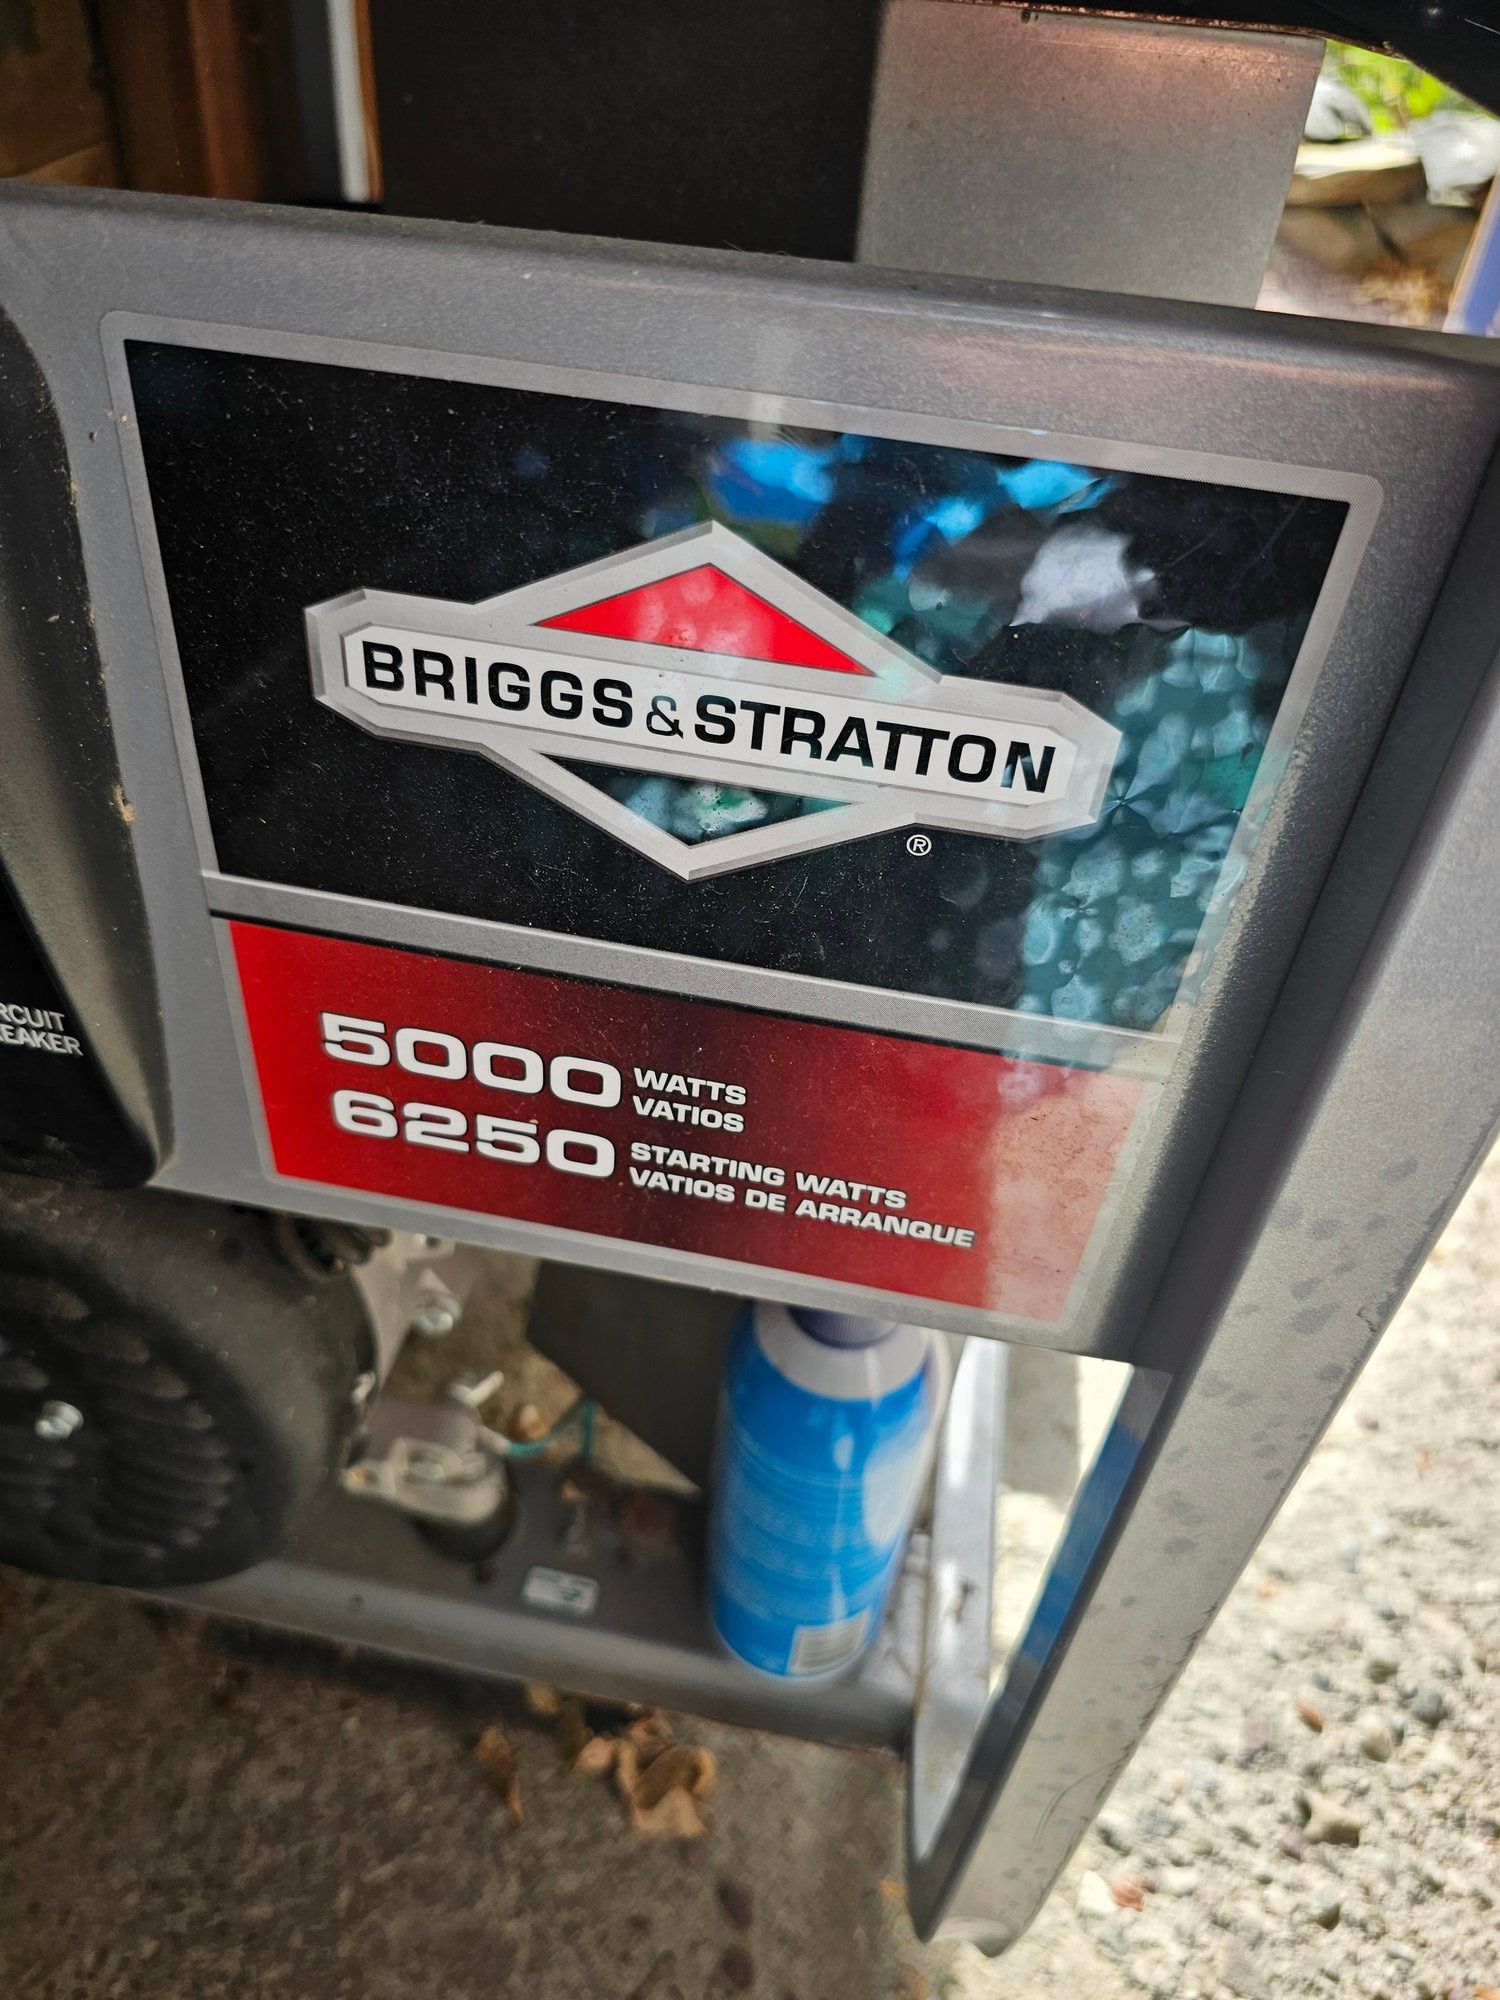 BRIGGS & STRATTON
®
5000 WATTS
VATIOS
6250 STARTING WATTS
VATIOS DE ARRANQUE